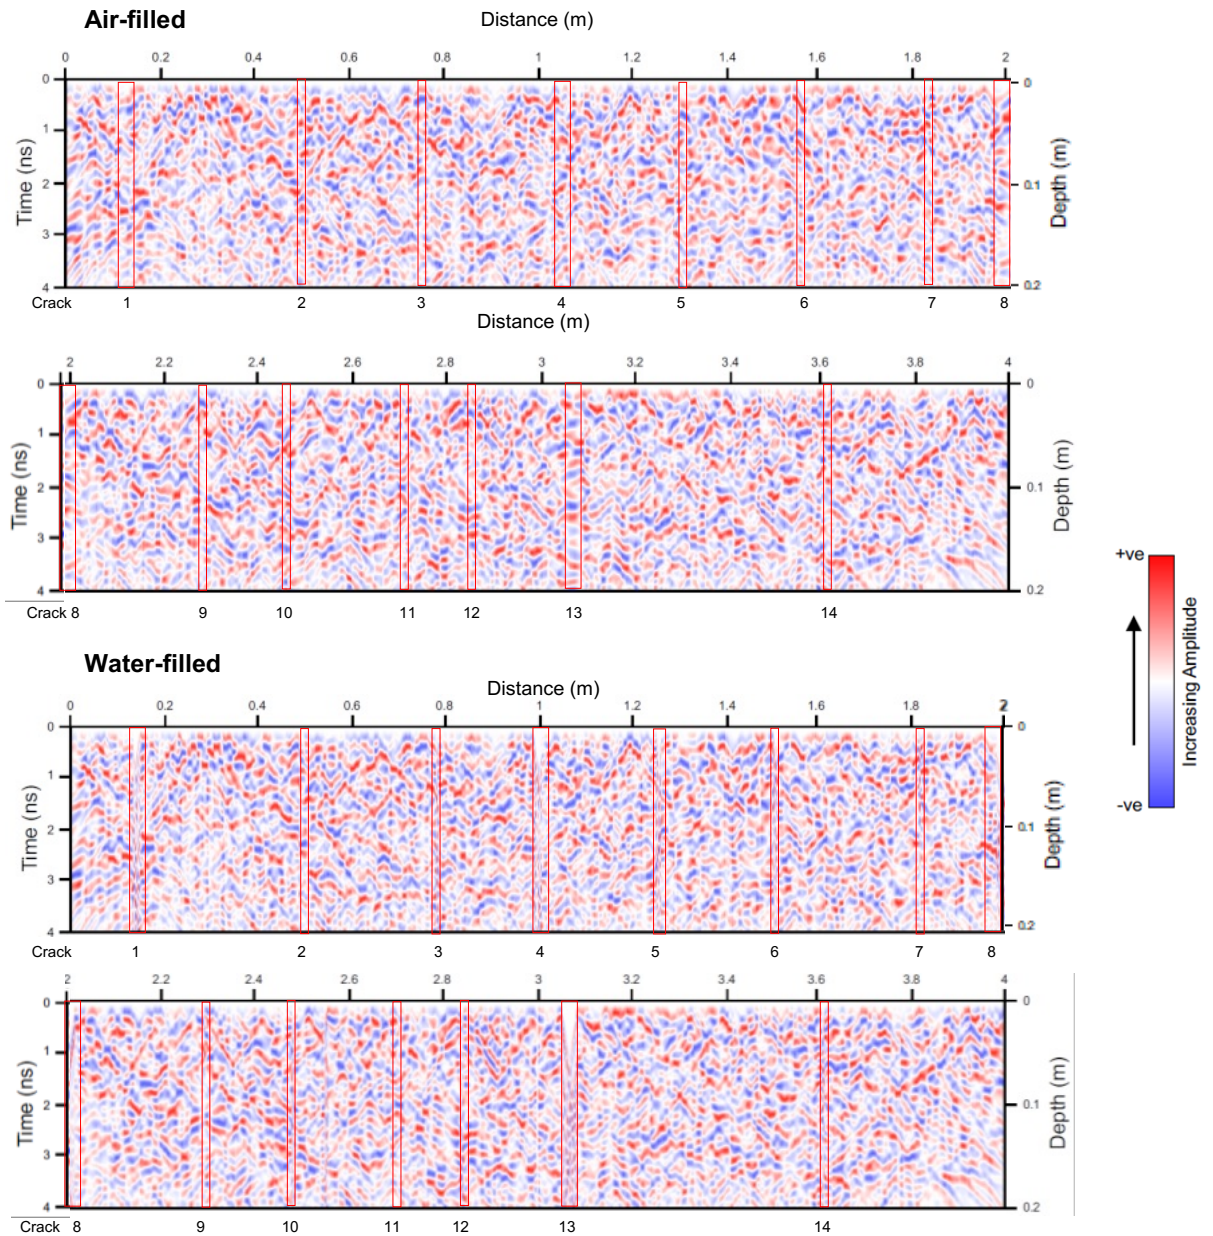 Air-filled
Distance (m)
0 0.2 0.4 0.6 0.8 1 1.2 1.4 1.6 1.8 2
0
1
2
3
4
Time (ns)
0
0.1
0.2
Depth (m)
Crack 1 2 3 4 5 6 7 8
Distance (m)
2 2.2 2.4 2.6 2.8 3 3.2 3.4 3.6 3.8 4
0
1
2
3
4
Time (ns)
0
0.1
0.2
Depth (m)
Crack 8 9 10 11 12 13 14
+ve
-ve
Increasing Amplitude
Water-filled
Distance (m)
0 0.2 0.4 0.6 0.8 1 1.2 1.4 1.6 1.8 2
0
1
2
3
4
Time (ns)
0
0.1
0.2
Depth (m)
Crack 1 2 3 4 5 6 7 8
2 2.2 2.4 2.6 2.8 3 3.2 3.4 3.6 3.8 4
0
1
2
3
4
Time (ns)
0
0.1
0.2
Depth (m)
Crack 8 9 10 11 12 13 14